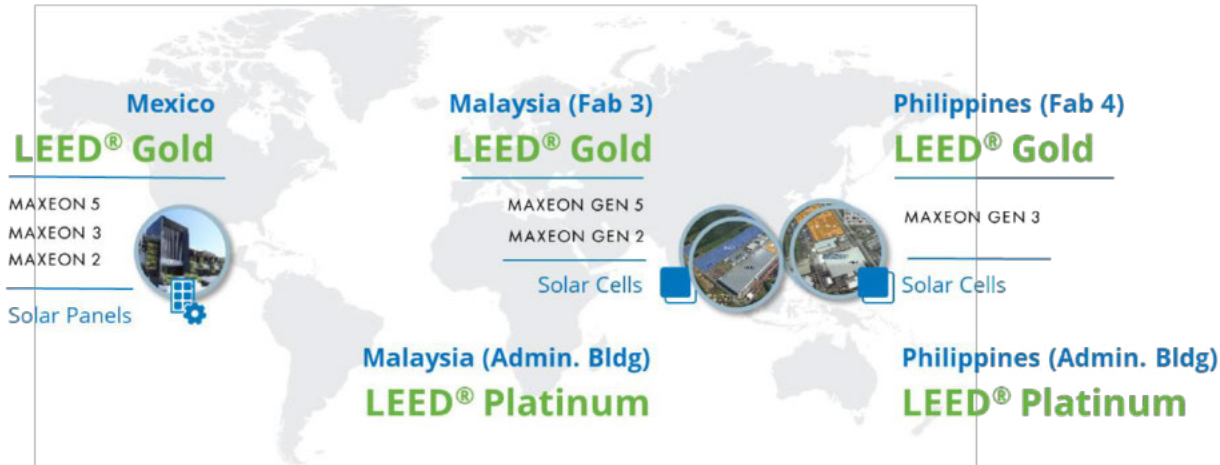 Mexico
LEED® Gold
MAXEON 5
MAXEON 3
MAXEON 2
Solar Panels
Malaysia (Fab 3)
LEED® Gold
MAXEON GEN 5
MAXEON GEN 2
Solar Cells
Malaysia (Admin. Bldg)
LEED® Platinum
Philippines (Fab 4)
LEED® Gold
MAXEON GEN 3
Solar Cells
Philippines (Admin. Bldg)
LEED® Platinum